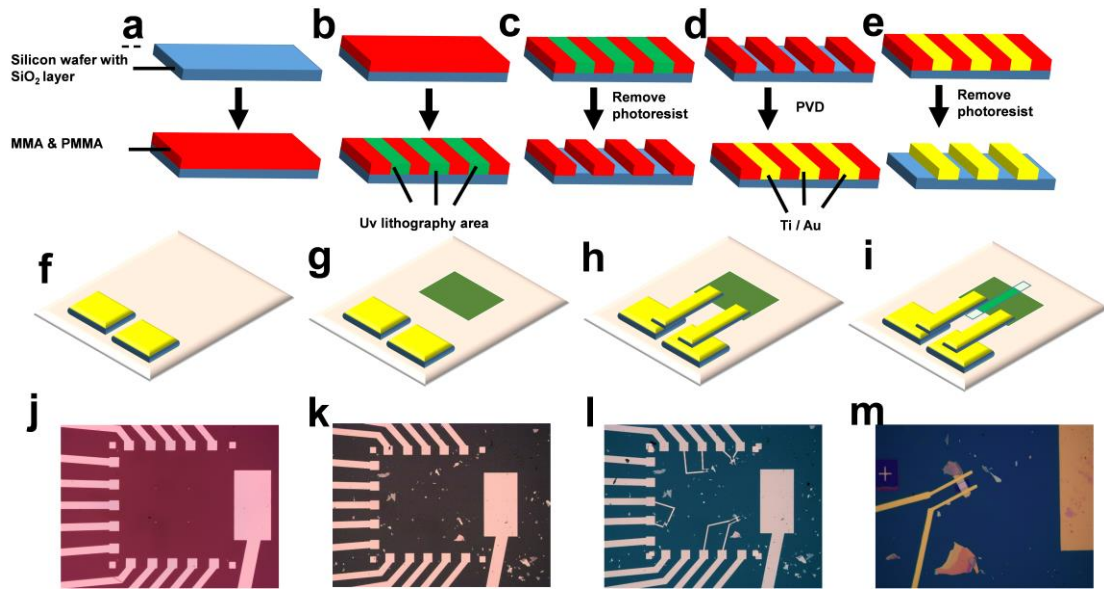 a
b
c
d
e
Silicon wafer with
SiO₂ layer
Remove
photoresist
PVD
Remove
photoresist
MMA & PMMA
Uv lithography area
Ti / Au
f
g
h
i
j
k
l
m